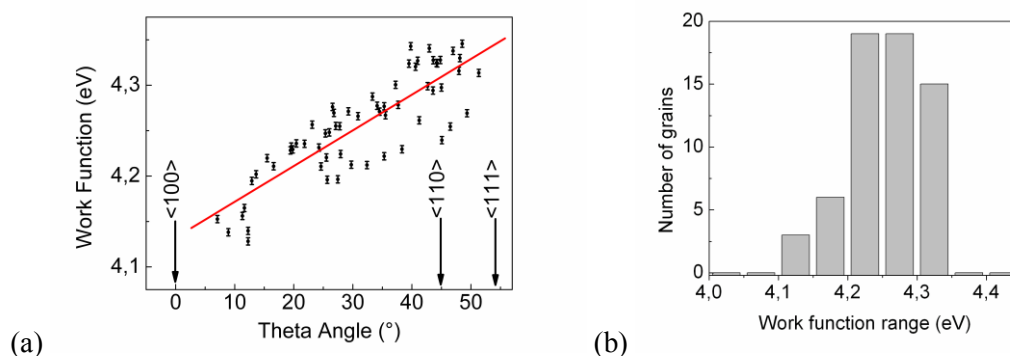 (a)
Work Function (eV)
4,3
4,2
4,1
<100>
<110>
<111>
0 10 20 30 40 50
Theta Angle (°)
(b)
Number of grains
20
15
10
5
0
4,0 4,1 4,2 4,3 4,4
Work function range (eV)